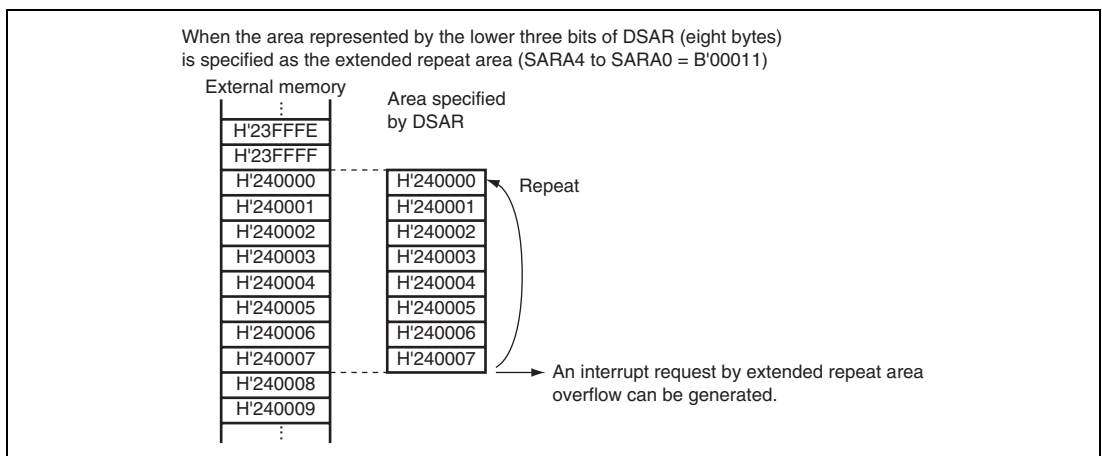 When the area represented by the lower three bits of DSAR (eight bytes)
is specified as the extended repeat area (SARA4 to SARA0 = B'00011)
External memory
Area specified
by DSAR
⋮
H'23FFFE
H'23FFFF
H'240000
H'240001
H'240002
H'240003
H'240004
H'240005
H'240006
H'240007
H'240008
H'240009
⋮
H'240000
H'240001
H'240002
H'240003
H'240004
H'240005
H'240006
H'240007
Repeat
An interrupt request by extended repeat area
overflow can be generated.